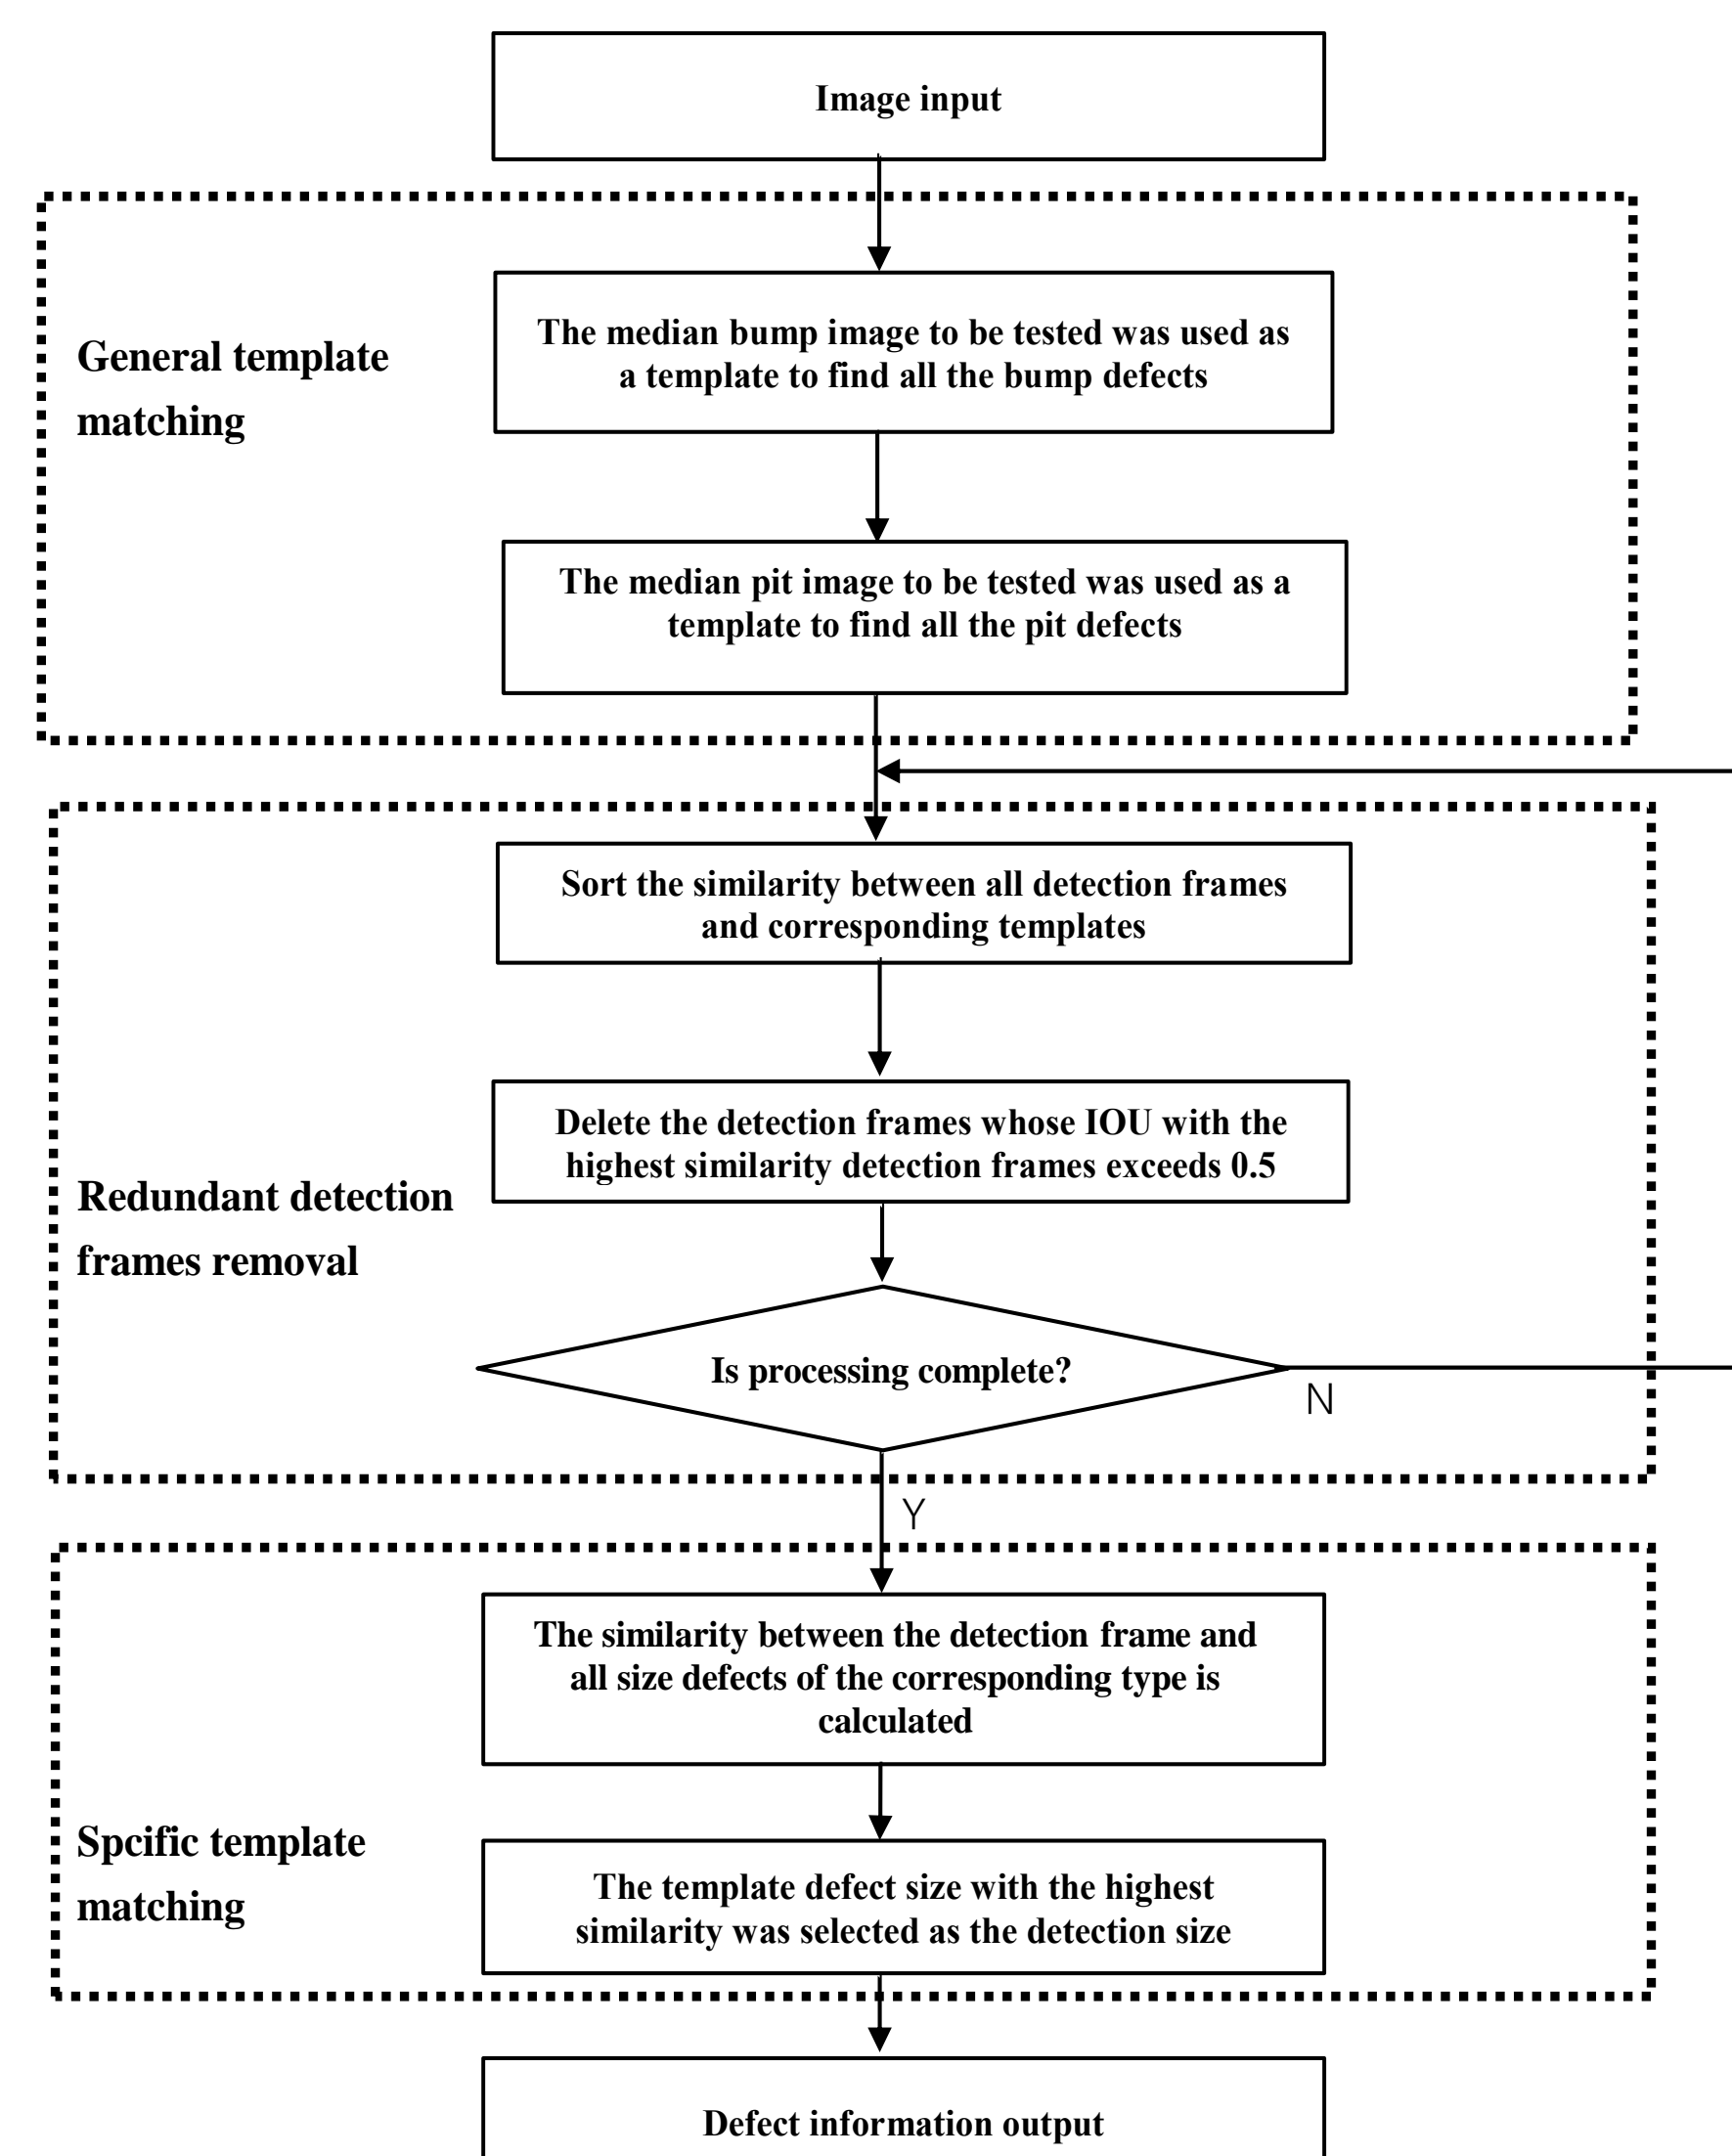 Image input
General template
matching
The median bump image to be tested was used as
a template to find all the bump defects
The median pit image to be tested was used as a
template to find all the pit defects
Sort the similarity between all detection frames
and corresponding templates
Delete the detection frames whose IOU with the
highest similarity detection frames exceeds 0.5
Redundant detection
frames removal
Is processing complete?
N
Y
The similarity between the detection frame and
all size defects of the corresponding type is
calculated
Spcific template
matching
The template defect size with the highest
similarity was selected as the detection size
Defect information output